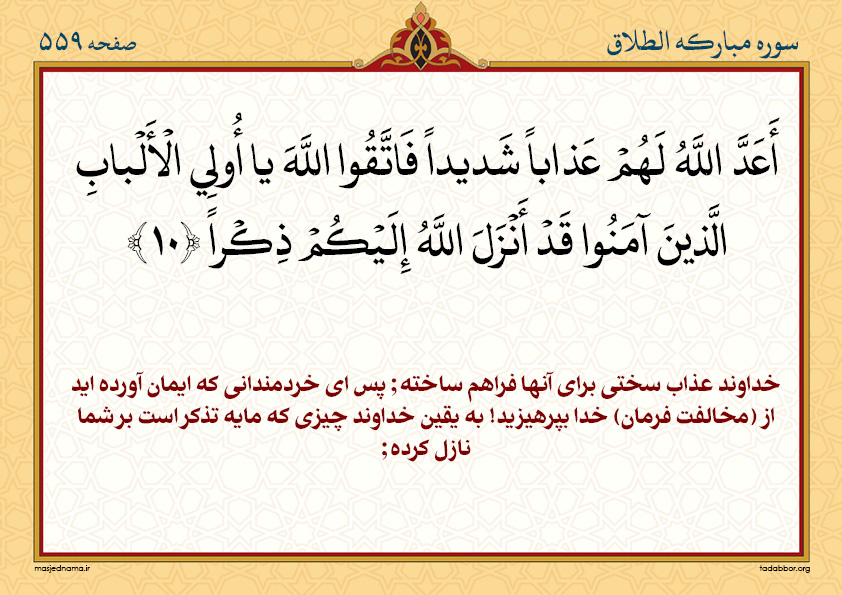 سوره مبارکه الطلاق
صفحه ۵۵۹
أَعَدَّ اللَّهُ لَهُمْ عَذاباً شَديداً فَاتَّقُوا اللَّهَ يا أُولِي الْأَلْبابِ
الَّذينَ آمَنُوا قَدْ أَنْزَلَ اللَّهُ إِلَيْكُمْ ذِكْراً ﴿۱۰﴾
خداوند عذاب سختی برای آنها فراهم ساخته; پس ای خردمندانی که ایمان آورده اید
از (مخالفت فرمان) خدا بپرهیزید! به یقین خداوند چیزی که مایه تذکر است بر شما
نازل کرده;
masjednama.ir
tadabbor.org